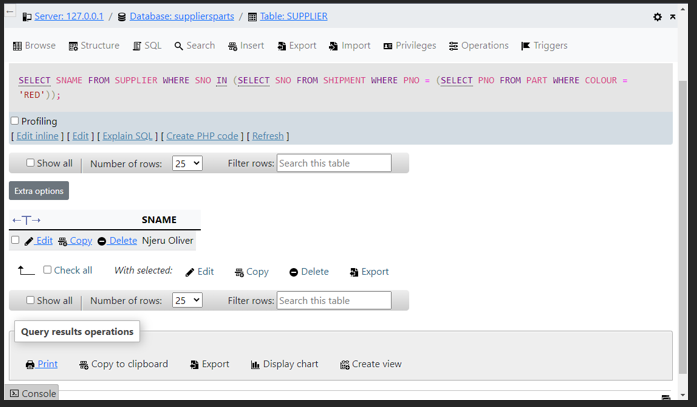 Server: 127.0.0.1 / Database: suppliersparts / Table: SUPPLIER
Browse Structure SQL Search Insert Export Import Privileges Operations Triggers
SELECT SNAME FROM SUPPLIER WHERE SNO IN (SELECT SNO FROM SHIPMENT WHERE PNO = (SELECT PNO FROM PART WHERE COLOUR =
'RED'));
Profiling
[ Edit inline ] [ Edit ] [ Explain SQL ] [ Create PHP code ] [ Refresh ]
Show all | Number of rows: 25 Filter rows: Search this table
Extra options
←T→ SNAME
Edit Copy Delete Njeru Oliver
Check all With selected: Edit Copy Delete Export
Show all | Number of rows: 25 Filter rows: Search this table
Query results operations
Print Copy to clipboard Export Display chart Create view
Console